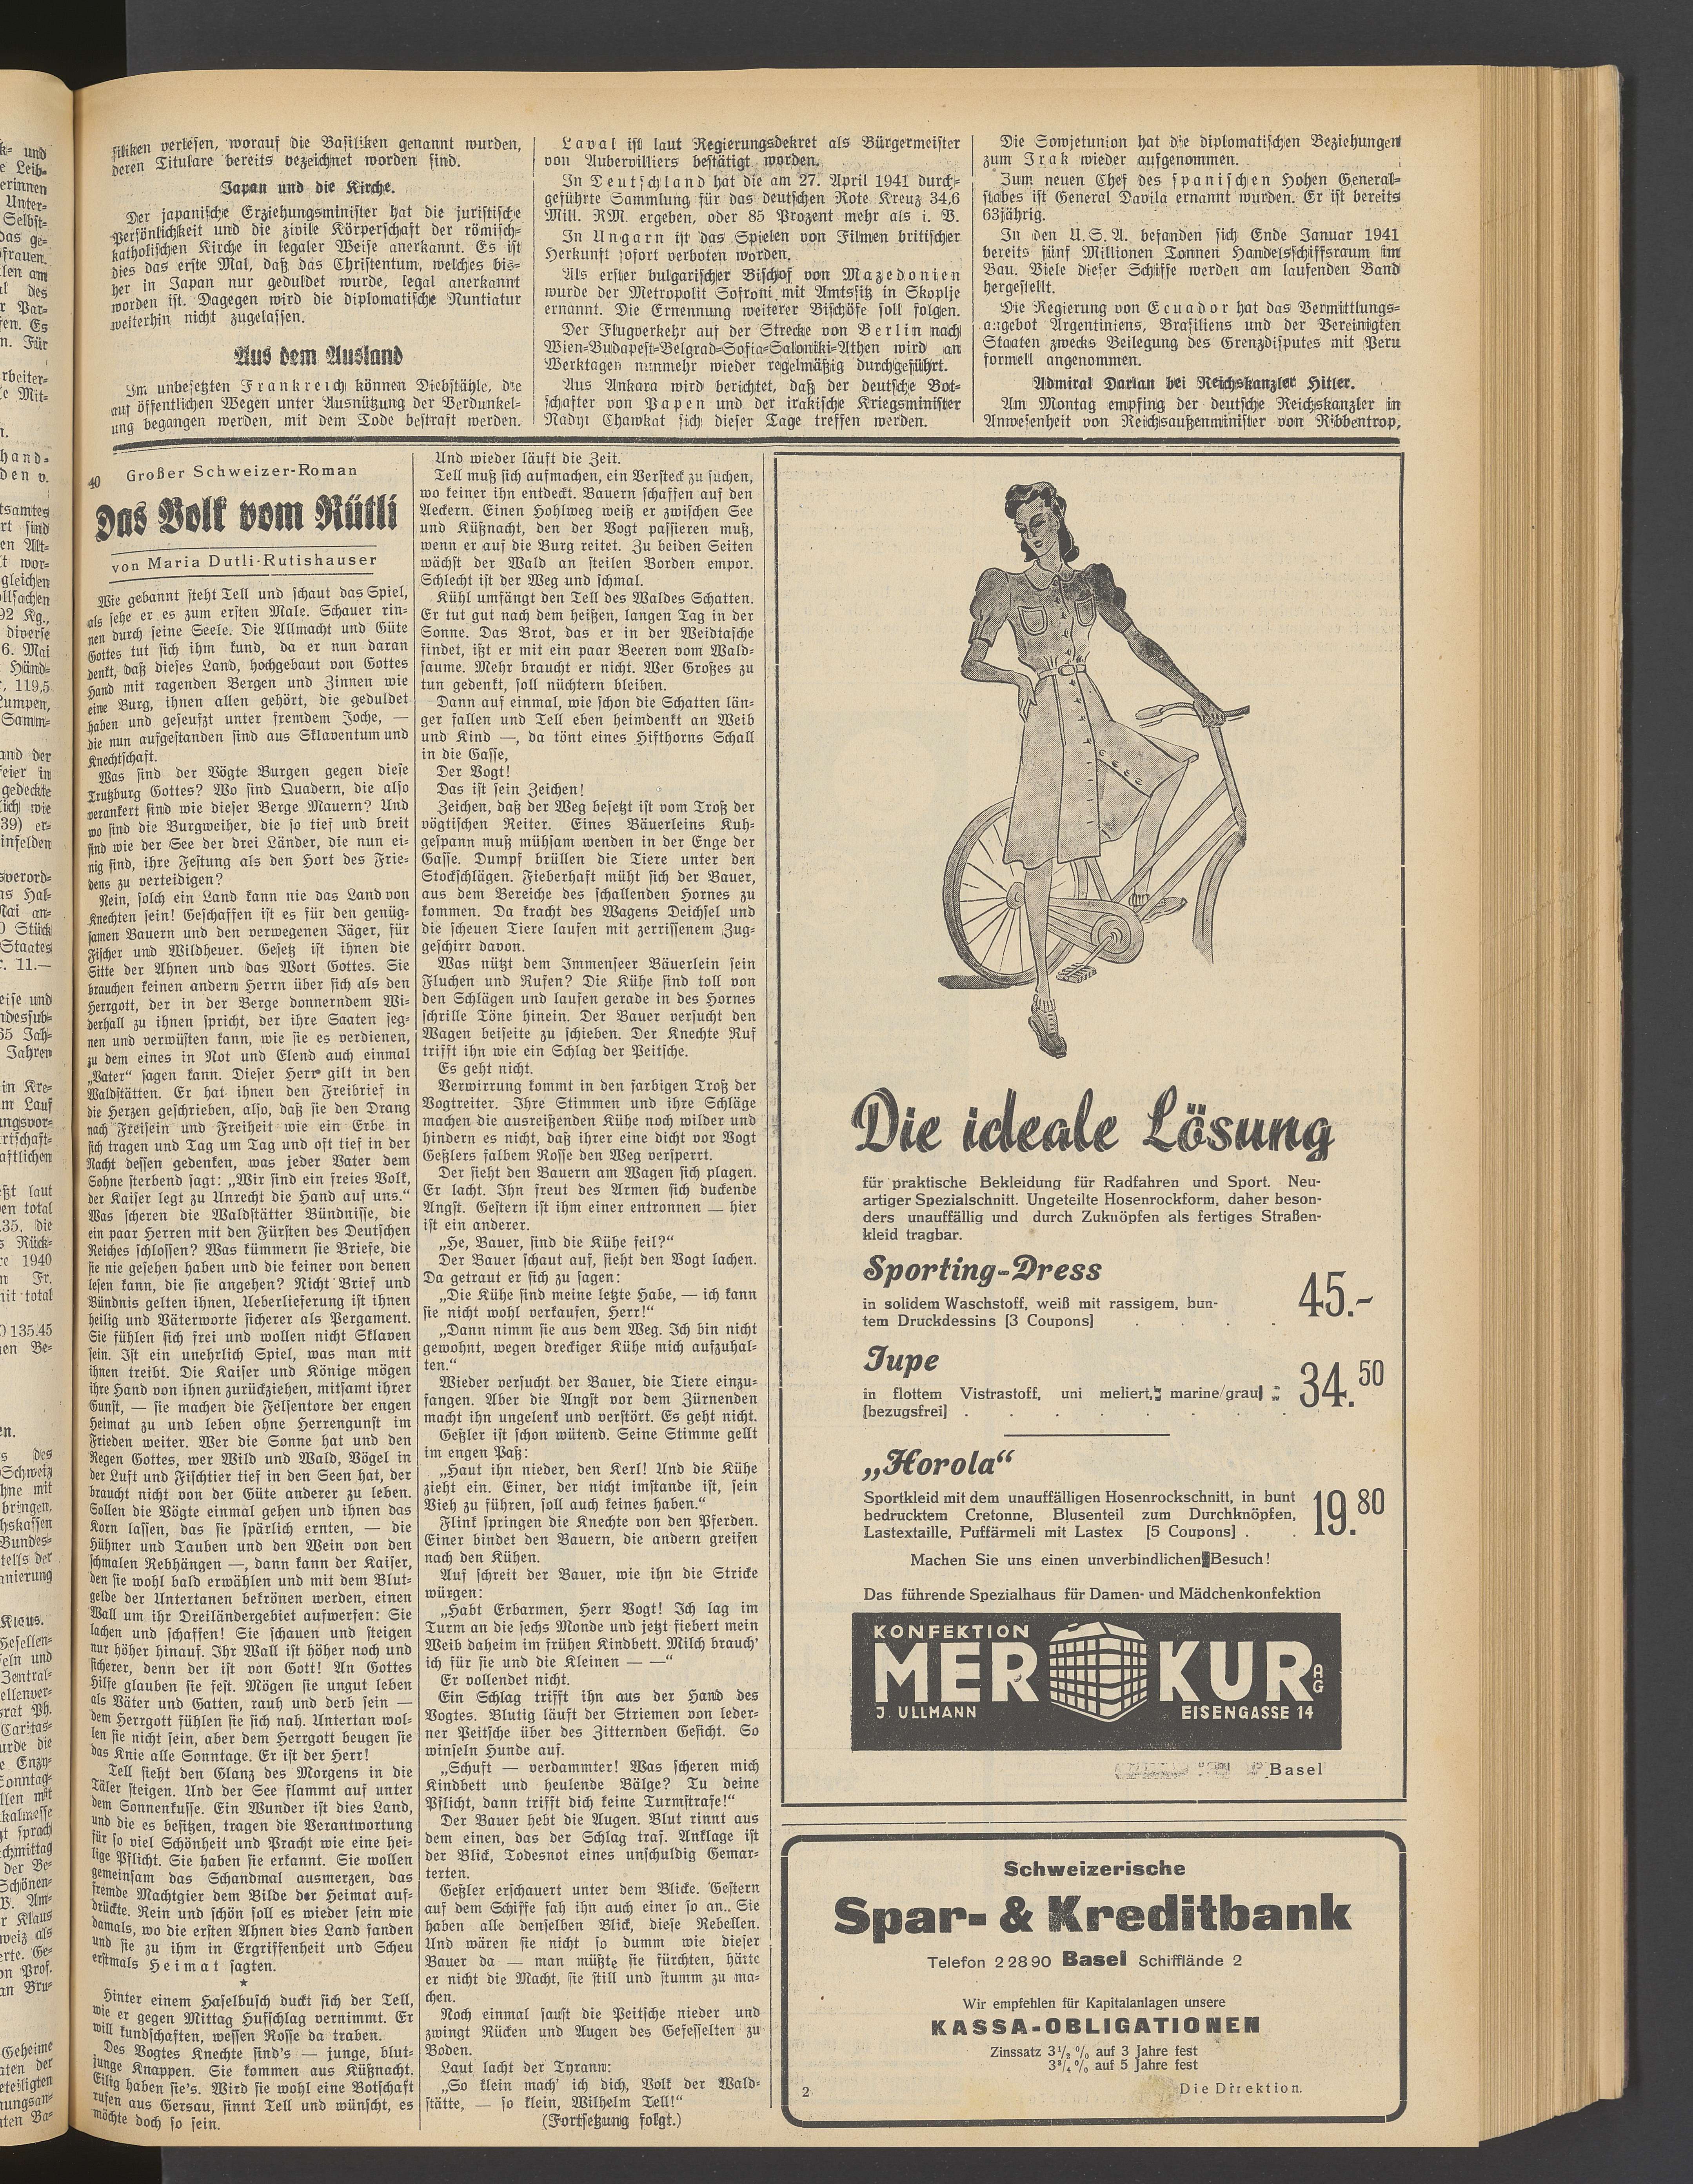 siliken verlesen, worauf die Basiliken genannt wurden,
deren Titulare bereits bezeichnet worden sind.
Japan und die Kirche.
Der japanische Erziehungsminister hat die juristische
Persönlichkeit und die zivile Körperschaft der römisch-
katholischen Kirche in legaler Weise anerkannt. Es ist
dies das erste Mal, daß das Christentum, welches bis-
her in Japan nur geduldet wurde, legal anerkannt
worden ist. Dagegen wird die diplomatische Nuntiatur
weiterhin nicht zugelassen.
Aus dem Ausland
Im unbesetzten Frankreich können Diebstähle, die
auf öffentlichen Wegen unter Ausnützung der Verdunkel-
ung begangen werden, mit dem Tode bestraft werden.
Laval ist laut Regierungsdekret als Bürgermeister
von Aubervilliers bestätigt worden.
In Deutschland hat die am 27. April 1941 durch-
geführte Sammlung für das deutschen Rote Kreuz 34,6
Mill. RM. ergeben, oder 85 Prozent mehr als i. V.
In Ungarn ist das Spielen von Filmen britischer
Herkunft sofort verboten worden.
Als erster bulgarischer Bischof von Mazedonien
wurde der Metropolit Sofroni mit Amtssitz in Skoplje
ernannt. Die Ernennung weiterer Bischöfe soll folgen.
Der Flugverkehr auf der Strecke von Berlin nach
Wien-Budapest-Belgrad-Sofia-Saloniki-Athen wird an
Werktagen nunmehr wieder regelmäßig durchgeführt.
Aus Ankara wird berichtet, daß der deutsche Bot-
schafter von Papen und der irakische Kriegsminister
Nadyt Chawkat sich dieser Tage treffen werden.
Die Sowjetunion hat die diplomatischen Beziehungen
zum Irak wieder aufgenommen.
Zum neuen Chef des spanischen Hohen General-
stabes ist General Davila ernannt wurden. Er ist bereits
63jährig.
In den U.S.A. befanden sich Ende Januar 1941
bereits fünf Millionen Tonnen Handelsschiffsraum im
Bau. Viele dieser Schiffe werden am laufenden Band
hergestellt.
Die Regierung von Ecuador hat das Vermittlungs-
angebot Argentiniens, Brasiliens und der Vereinigten
Staaten zwecks Beilegung des Grenzdisputes mit Peru
formell angenommen.
Admiral Darlan bei Reichskanzler Hitler.
Am Montag empfing der deutsche Reichskanzler in
Anwesenheit von Reichsaußenminister von Ribbentrop,
40 Großer Schweizer-Roman
Das Volk vom Rütli
von Maria Dutli-Rutishauser
Wie gebannt steht Tell und schaut das Spiel,
als sehe er es zum ersten Male. Schauer rin-
nen durch seine Seele. Die Allmacht und Güte
Gottes tut sich ihm kund, da er nun daran
denkt, daß dieses Land, hochgebaut von Gottes
Hand mit ragenden Bergen und Zinnen wie
eine Burg, ihnen allen gehört, die geduldet
haben und geseufzt unter fremdem Joche, —
die nun aufgestanden sind aus Sklaventum und
Knechtschaft.
Was sind der Vögte Burgen gegen diese
Trutzburg Gottes? Wo sind Quadern, die also
verankert sind wie dieser Berge Mauern? Und
wo sind die Burgweiher, die so tief und breit
sind wie der See der drei Länder, die nun ei-
nig sind, ihre Festung als den Hort des Frie-
dens zu verteidigen?
Nein, solch ein Land kann nie das Land von
Knechten sein! Geschaffen ist es für den genüg-
samen Bauern und den verwegenen Jäger, für
Fischer und Wildheuer. Gesetz ist ihnen die
Sitte der Ahnen und das Wort Gottes. Sie
brauchen keinen andern Herrn über sich als den
Herrgott, der in der Berge donnerndem Wi-
derhall zu ihnen spricht, der ihre Saaten seg-
nen und verwüsten kann, wie sie es verdienen,
zu dem eines in Not und Elend auch einmal
„Vater“ sagen kann. Dieser Herr gilt in den
Waldstätten. Er hat ihnen den Freibrief in
die Herzen geschrieben, also, daß sie den Drang
nach Freisein und Freiheit wie ein Erbe in
sich tragen und Tag um Tag und oft tief in der
Nacht dessen gedenken, was jeder Vater dem
Sohne sterbend sagt: „Wir sind ein freies Volk,
der Kaiser legt zu Unrecht die Hand auf uns.“
Was scheren die Waldstätter Bündnisse, die
ein paar Herren mit den Fürsten des Deutschen
Reiches schlossen? Was kümmern sie Briefe, die
sie nie gesehen haben und die keiner von denen
lesen kann, die sie angehen? Nicht Brief und
Bündnis gelten ihnen, Ueberlieferung ist ihnen
heilig und Väterworte sicherer als Pergament.
Sie fühlen sich frei und wollen nicht Sklaven
sein. Ist ein unehrlich Spiel, was man mit
ihnen treibt. Die Kaiser und Könige mögen
ihre Hand von ihnen zurückziehen, mitsamt ihrer
Gunst, — sie machen die Felsentore der engen
Heimat zu und leben ohne Herrengunst im
Frieden weiter. Wer die Sonne hat und den
Regen Gottes, wer Wild und Wald, Vögel in
der Luft und Fischtier tief in den Seen hat, der
braucht nicht von der Güte anderer zu leben.
Sollen die Vögte einmal gehen und ihnen das
Korn lassen, das sie spärlich ernten, — die
Hühner und Tauben und den Wein von den
schmalen Rebhängen —, dann kann der Kaiser,
den sie wohl bald erwählen und mit dem Blut-
gelde der Untertanen bekrönen werden, einen
Wall um ihr Dreiländergebiet aufwerfen: Sie
lachen und schaffen! Sie schauen und steigen
nur höher hinauf. Ihr Wall ist höher noch und
sicherer, denn der ist von Gott! An Gottes
Hilfe glauben sie fest. Mögen sie ungut leben
als Väter und Gatten, rauh und derb sein —
dem Herrgott fühlen sie sich nah. Untertan wol-
len sie nicht sein, aber dem Herrgott beugen sie
das Knie alle Sonntage. Er ist der Herr!
Tell sieht den Glanz des Morgens in die
Täler steigen. Und der See flammt auf unter
dem Sonnenkusse. Ein Wunder ist dies Land,
und die es besitzen, tragen die Verantwortung
für so viel Schönheit und Pracht wie eine hei-
lige Pflicht. Sie haben sie erkannt. Sie wollen
gemeinsam das Schandmal ausmerzen, das
fremde Machtgier dem Bilde der Heimat auf-
drückte. Rein und schön soll es wieder sein wie
damals, wo die ersten Ahnen dies Land fanden
und sie zu ihm in Ergriffenheit und Scheu
erstmals Heimat sagten.
*
Hinter einem Haselbusch duckt sich der Tell,
wie er gegen Mittag Hufschlag vernimmt. Er
will kundschaften, wessen Rosse da traben.
Des Vogtes Knechte sind's — junge, blut-
junge Knappen. Sie kommen aus Küßnacht.
Eilig haben sie's. Wird sie wohl eine Botschaft
rufen aus Gersau, sinnt Tell und wünscht, es
möchte doch so sein.
Und wieder läuft die Zeit.
Tell muß sich aufmachen, ein Versteck zu suchen,
wo keiner ihn entdeckt. Bauern schaffen auf den
Aeckern. Einen Hohlweg weiß er zwischen See
und Küßnacht, den der Vogt passieren muß,
wenn er auf die Burg reitet. Zu beiden Seiten
wächst der Wald an steilen Borden empor.
Schlecht ist der Weg und schmal.
Kühl umfängt den Tell des Waldes Schatten.
Er tut gut nach dem heißen, langen Tag in der
Sonne. Das Brot, das er in der Weidtasche
findet, ißt er mit ein paar Beeren vom Wald-
saume. Mehr braucht er nicht. Wer Großes zu
tun gedenkt, soll nüchtern bleiben.
Dann auf einmal, wie schon die Schatten län-
ger fallen und Tell eben heimdenkt an Weib
und Kind —, da tönt eines Hifthorns Schall
in die Gasse,
Der Vogt!
Das ist sein Zeichen!
Zeichen, daß der Weg besetzt ist vom Troß der
vögtischen Reiter. Eines Bäuerleins Kuh-
gespann muß mühsam wenden in der Enge der
Gasse. Dumpf brüllen die Tiere unter den
Stockschlägen. Fieberhaft müht sich der Bauer,
aus dem Bereiche des schallenden Hornes zu
kommen. Da kracht des Wagens Deichsel und
die scheuen Tiere laufen mit zerrissenem Zug-
geschirr davon.
Was nützt dem Immenseer Bäuerlein sein
Fluchen und Rufen? Die Kühe sind toll von
den Schlägen und laufen gerade in des Hornes
schrille Töne hinein. Der Bauer versucht den
Wagen beiseite zu schieben. Der Knechte Ruf
trifft ihn wie ein Schlag der Peitsche.
Es geht nicht.
Verwirrung kommt in den farbigen Troß der
Vogtreiter. Ihre Stimmen und ihre Schläge
machen die ausreißenden Kühe noch wilder und
hindern es nicht, daß ihrer eine dicht vor Vogt
Geßlers falbem Rosse den Weg versperrt.
Der sieht den Bauern am Wagen sich plagen.
Er lacht. Ihn freut des Armen sich duckende
Angst. Gestern ist ihm einer entronnen — hier
ist ein anderer.
„He, Bauer, sind die Kühe feil?“
Der Bauer schaut auf, sieht den Vogt lachen.
Da getraut er sich zu sagen:
„Die Kühe sind meine letzte Habe, — ich kann
sie nicht wohl verkaufen, Herr!“
„Dann nimm sie aus dem Weg. Ich bin nicht
gewohnt, wegen dreckiger Kühe mich aufzuhal-
ten.“
Wieder versucht der Bauer, die Tiere einzu-
fangen. Aber die Angst vor dem Zürnenden
macht ihn ungelenk und verstört. Es geht nicht.
Geßler ist schon wütend. Seine Stimme gellt
im engen Paß:
„Haut ihn nieder, den Kerl! Und die Kühe
zieht ein. Einer, der nicht imstande ist, sein
Vieh zu führen, soll auch keines haben.“
Flink springen die Knechte von den Pferden.
Einer bindet den Bauern, die andern greifen
nach den Kühen.
Auf schreit der Bauer, wie ihn die Stricke
würgen:
„Habt Erbarmen, Herr Vogt! Ich lag im
Turm an die sechs Monde und jetzt fiebert mein
Weib daheim im frühen Kindbett. Milch brauch'
ich für sie und die Kleinen — —“
Er vollendet nicht.
Ein Schlag trifft ihn aus der Hand des
Vogtes. Blutig läuft der Striemen von leder-
ner Peitsche über des Zitternden Gesicht. So
winseln Hunde auf.
„Schuft — verdammter! Was scheren mich
Kindbett und heulende Bälge? Tu deine
Pflicht, dann trifft dich keine Turmstrafe!“
Der Bauer hebt die Augen. Blut rinnt aus
dem einen, das der Schlag traf. Anklage ist
der Blick, Todesnot eines unschuldig Gemar-
terten.
Geßler erschauert unter dem Blicke. Gestern
auf dem Schiffe sah ihn auch einer so an.. Sie
haben alle denselben Blick, diese Rebellen.
Und wären sie nicht so dumm wie dieser
Bauer da — man müßte sie fürchten, hätte
er nicht die Macht, sie still und stumm zu ma-
chen.
Noch einmal saust die Peitsche nieder und
zwingt Rücken und Augen des Gefesselten zu
Boden.
Laut lacht der Tyrann:
„So klein mach' ich dich, Volk der Wald-
stätte, — so klein, Wilhelm Tell!“
(Fortsetzung folgt.)
Die ideale Lösung
für praktische Bekleidung für Radfahren und Sport. Neu-
artiger Spezialschnitt. Ungeteilte Hosenrockform, daher beson-
ders unauffällig und durch Zuknöpfen als fertiges Straßen-
kleid tragbar.
Sporting-Dress
in solidem Waschstoff, weiß mit rassigem, bun-
tem Druckdessins [3 Coupons] . . . . 45.-
Jupe
in flottem Vistrastoff, uni meliert, marine/grau
[bezugsfrei] . . . . . . . . 34.50
„Horola“
Sportkleid mit dem unauffälligen Hosenrockschnitt, in bunt
bedrucktem Cretonne, Blusenteil zum Durchknöpfen,
Lastextaille, Puffärmeli mit Lastex [5 Coupons] . . 19.80
Machen Sie uns einen unverbindlichen Besuch!
Das führende Spezialhaus für Damen- und Mädchenkonfektion
KONFEKTION
MERKUR AG
J. ULLMANN EISENGASSE 14
Basel
Schweizerische
Spar- & Kreditbank
Telefon 2 28 90 Basel Schifflände 2
Wir empfehlen für Kapitalanlagen unsere
KASSA-OBLIGATIONEN
Zinssatz 3½ % auf 3 Jahre fest
3¾ % auf 5 Jahre fest
2 Die Direktion.